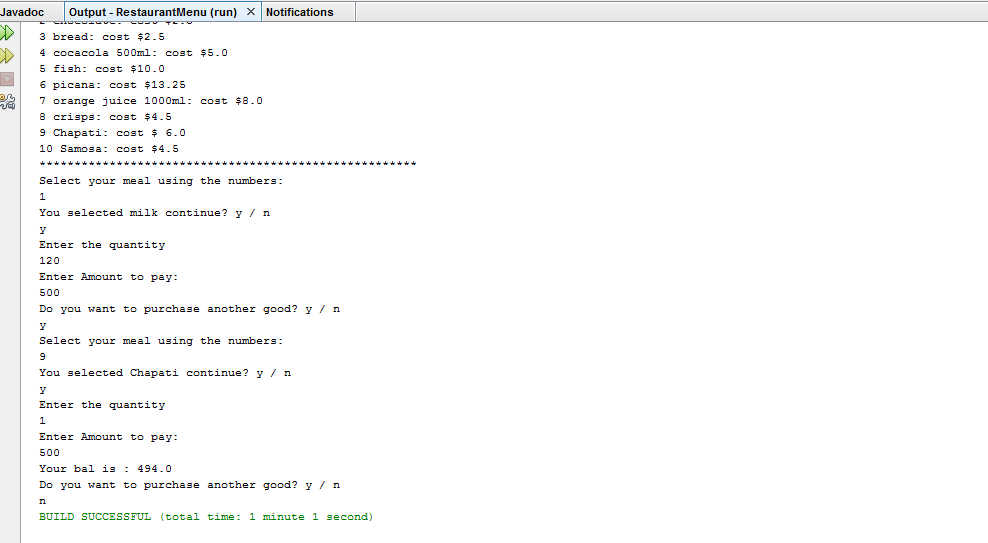 Javadoc Output - RestaurantMenu (run) × Notifications
3 bread: cost $2.5
4 cocacola 500ml: cost $5.0
5 fish: cost $10.0
6 picana: cost $13.25
7 orange juice 1000ml: cost $8.0
8 crisps: cost $4.5
9 Chapati: cost $ 6.0
10 Samosa: cost $4.5
******************************************************
Select your meal using the numbers:
1
You selected milk continue? y / n
y
Enter the quantity
120
Enter Amount to pay:
500
Do you want to purchase another good? y / n
y
Select your meal using the numbers:
9
You selected Chapati continue? y / n
y
Enter the quantity
1
Enter Amount to pay:
500
Your bal is : 494.0
Do you want to purchase another good? y / n
n
BUILD SUCCESSFUL (total time: 1 minute 1 second)